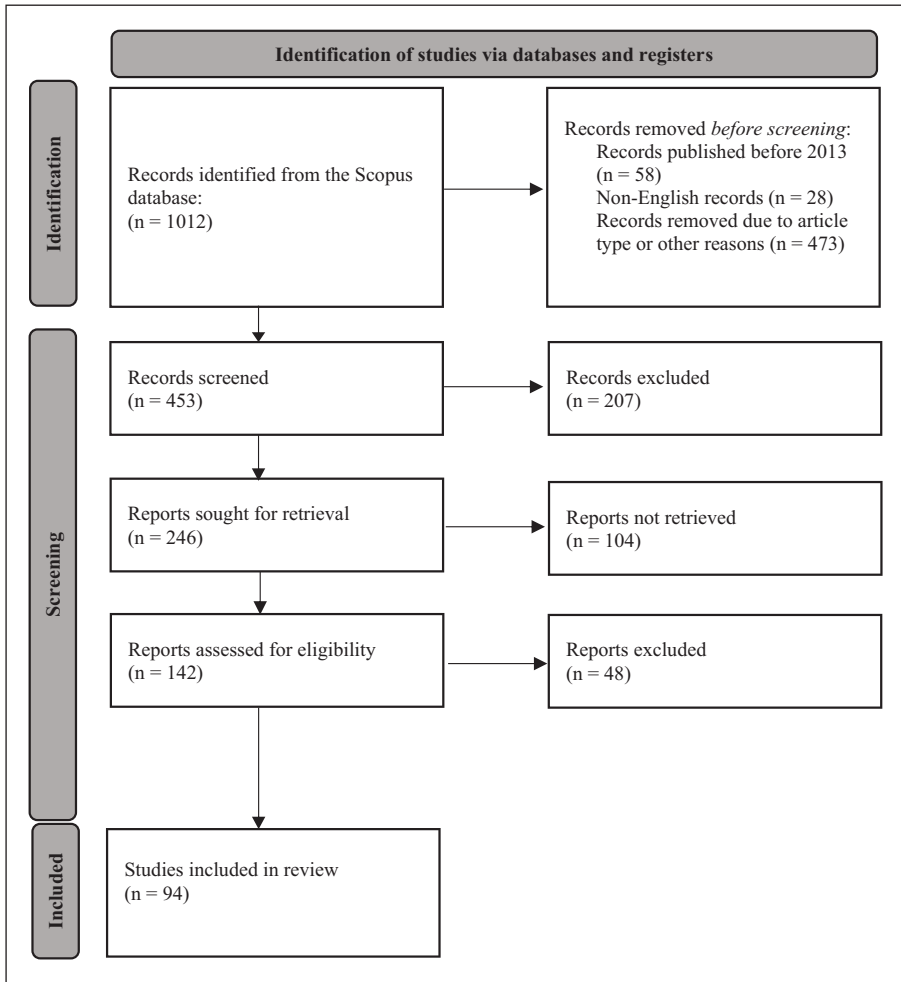 Identification of studies via databases and registers
Identification
Records identified from the Scopus
database:
(n = 1012)
Records removed before screening:
Records published before 2013
(n = 58)
Non-English records (n = 28)
Records removed due to article
type or other reasons (n = 473)
Screening
Records screened
(n = 453)
Records excluded
(n = 207)
Reports sought for retrieval
(n = 246)
Reports not retrieved
(n = 104)
Reports assessed for eligibility
(n = 142)
Reports excluded
(n = 48)
Included
Studies included in review
(n = 94)